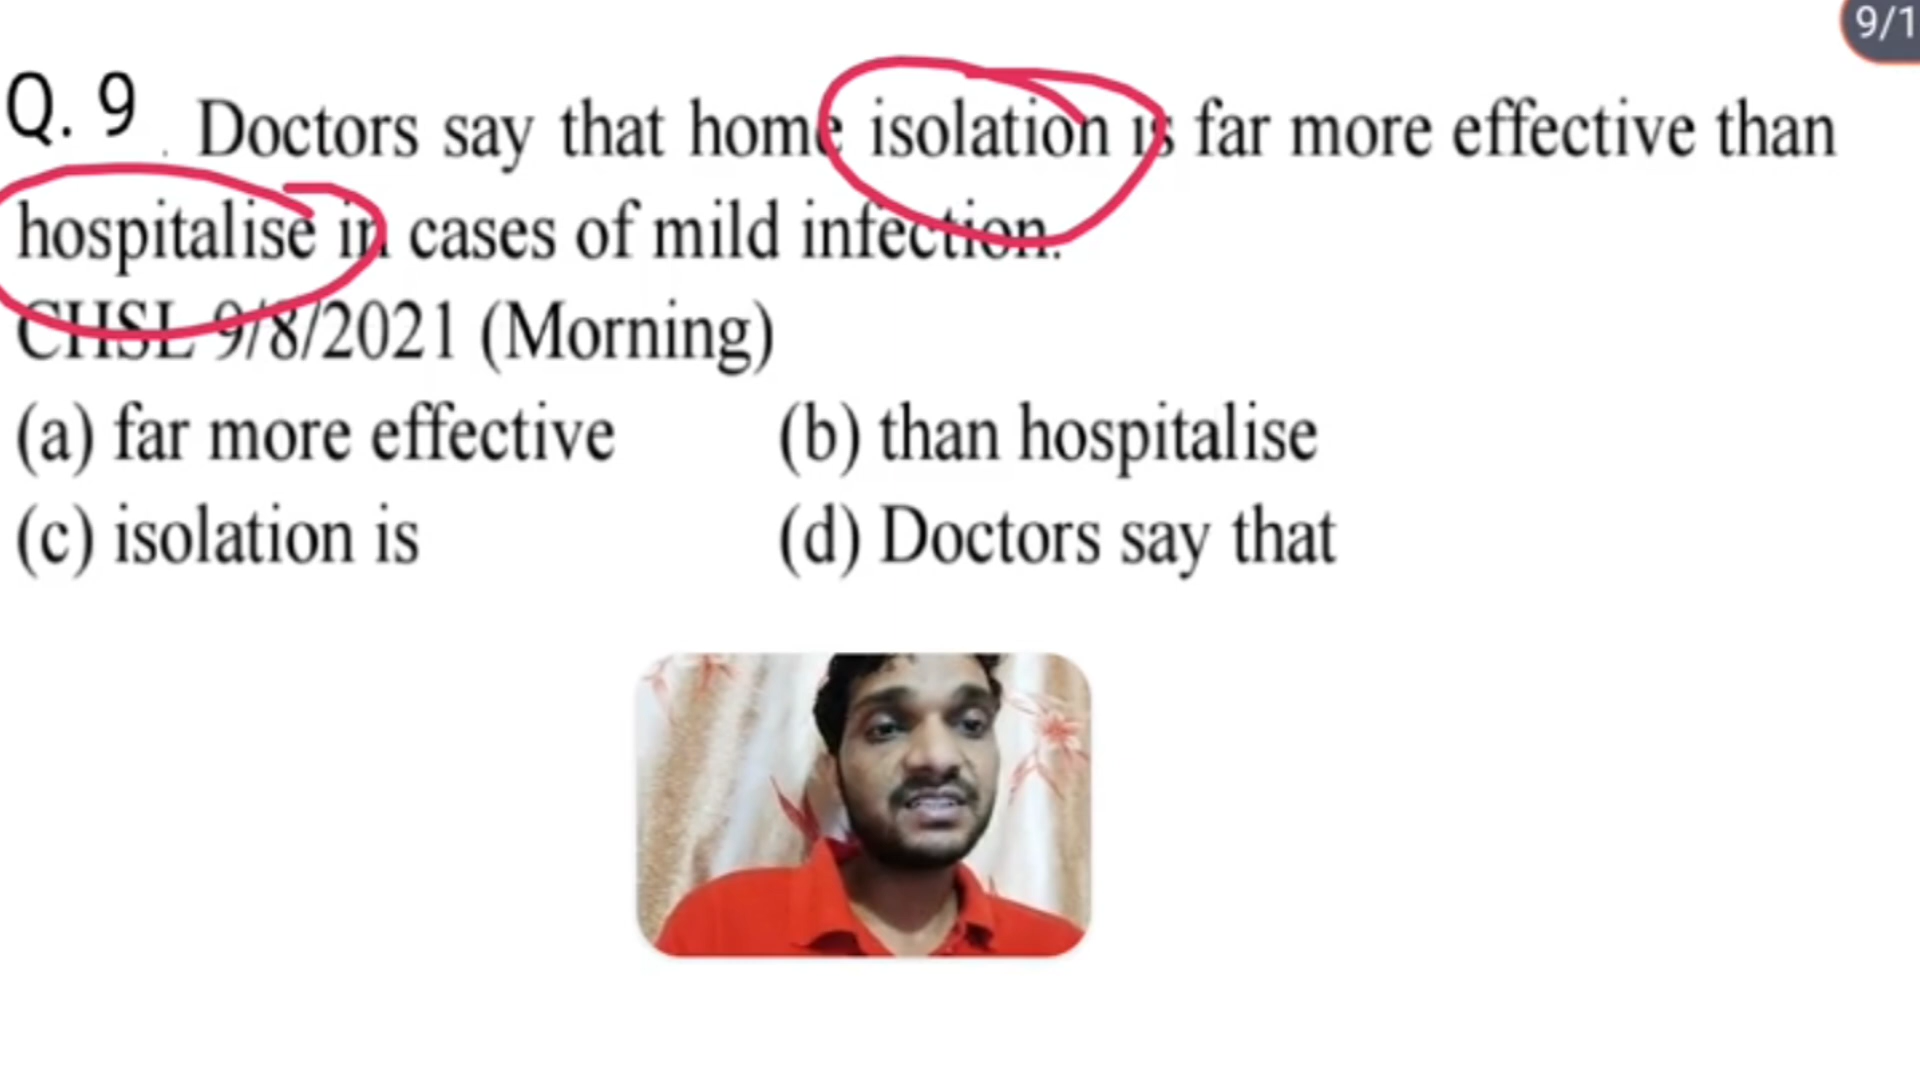 9/1
Q. 9 . Doctors say that home isolation is far more effective than
hospitalise in cases of mild infection.
CHSL 9/8/2021 (Morning)
(a) far more effective (b) than hospitalise
(c) isolation is (d) Doctors say that